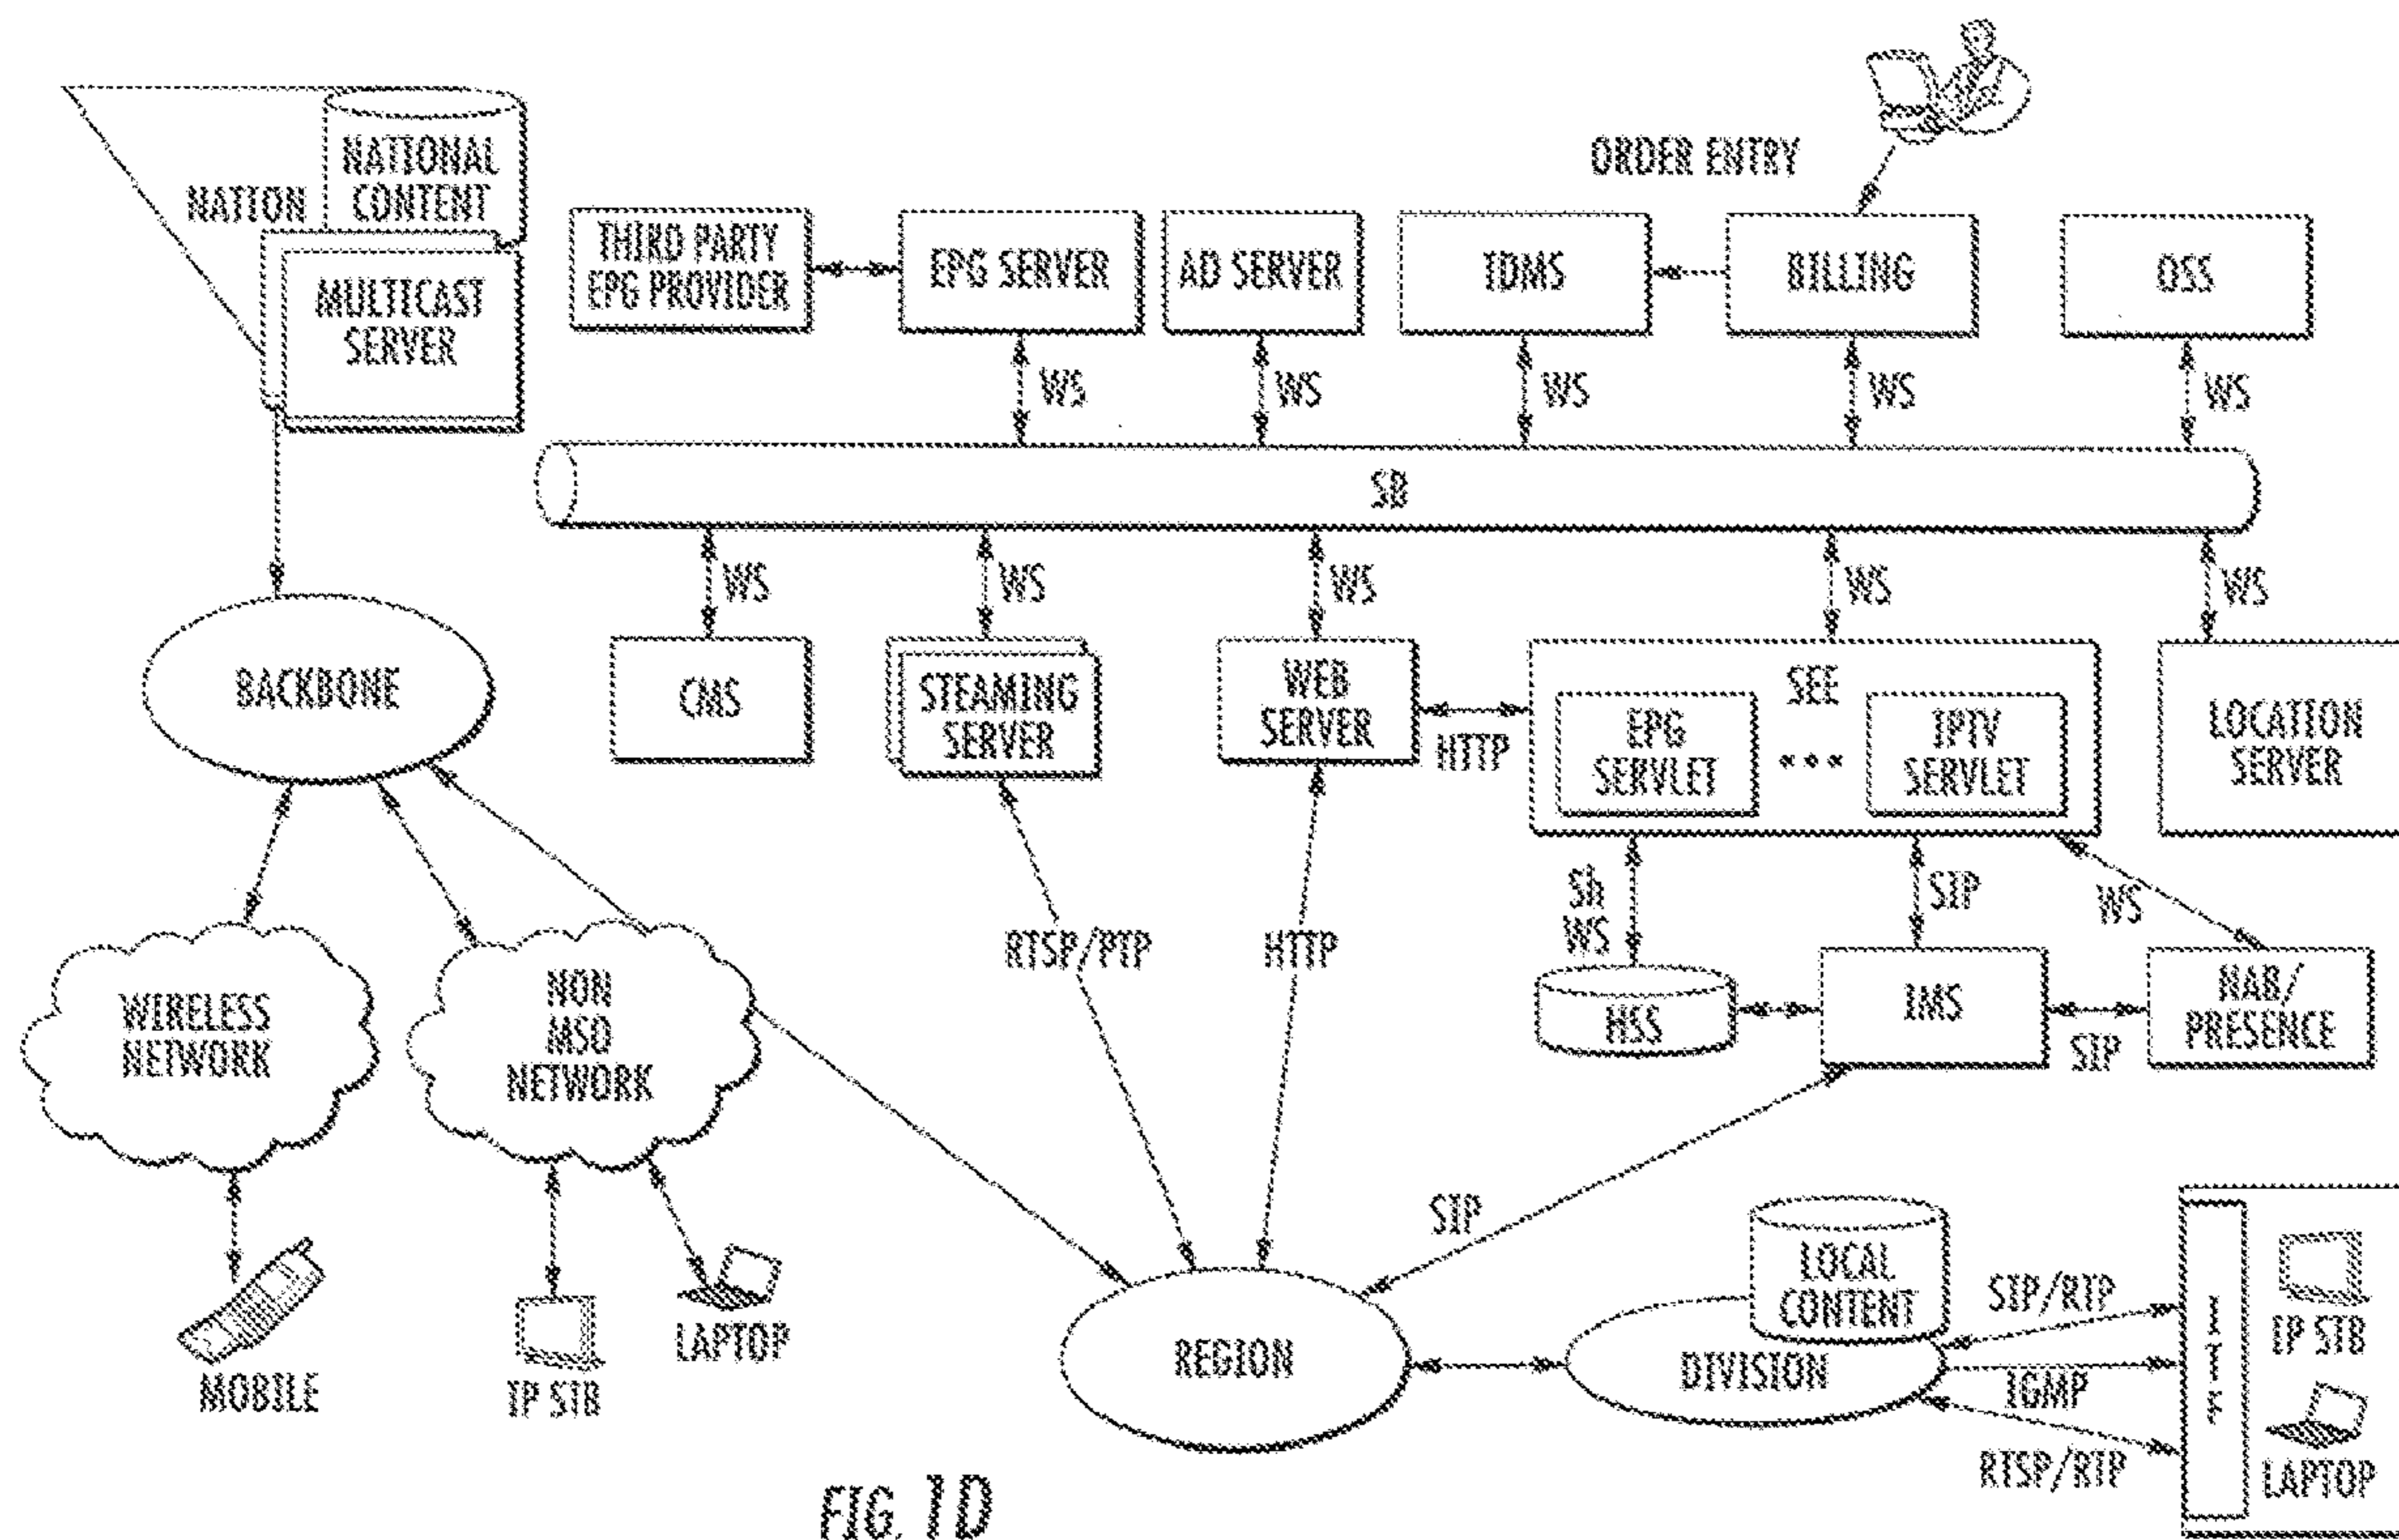 ORDER ENTRY
NATION
NATIONAL
CONTENT
MULTICAST
SERVER
THIRD PARTY
EPG PROVIDER
EPG SERVER
AD SERVER
IDMS
BILLING
OSS
WS
WS
WS
WS
WS
SB
WS
WS
WS
WS
WS
BACKBONE
CMS
STEAMING
SERVER
WEB
SERVER
HTTP
SEE
EPG
SERVLET
...
IPTV
SERVLET
LOCATION
SERVER
Sh
WS
SIP
WS
RTSP/PTP
HTTP
WIRELESS
NETWORK
NON
MSO
NETWORK
HSS
IMS
SIP
NAB/
PRESENCE
SIP
MOBILE
IP STB
LAPTOP
REGION
LOCAL
CONTENT
DIVISION
SIP/RTP
IGMP
RTSP/RTP
ITF
IP STB
LAPTOP
FIG. 1D